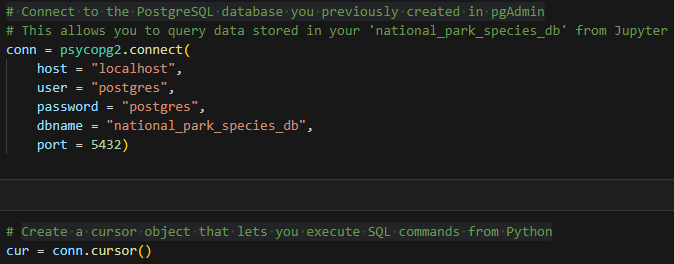 # Connect to the PostgreSQL database you previously created in pgAdmin
# This allows you to query data stored in your 'national_park_species_db' from Jupyter
conn = psycopg2.connect(
    host = "localhost",
    user = "postgres",
    password = "postgres",
    dbname = "national_park_species_db",
    port = 5432)
# Create a cursor object that lets you execute SQL commands from Python
cur = conn.cursor()